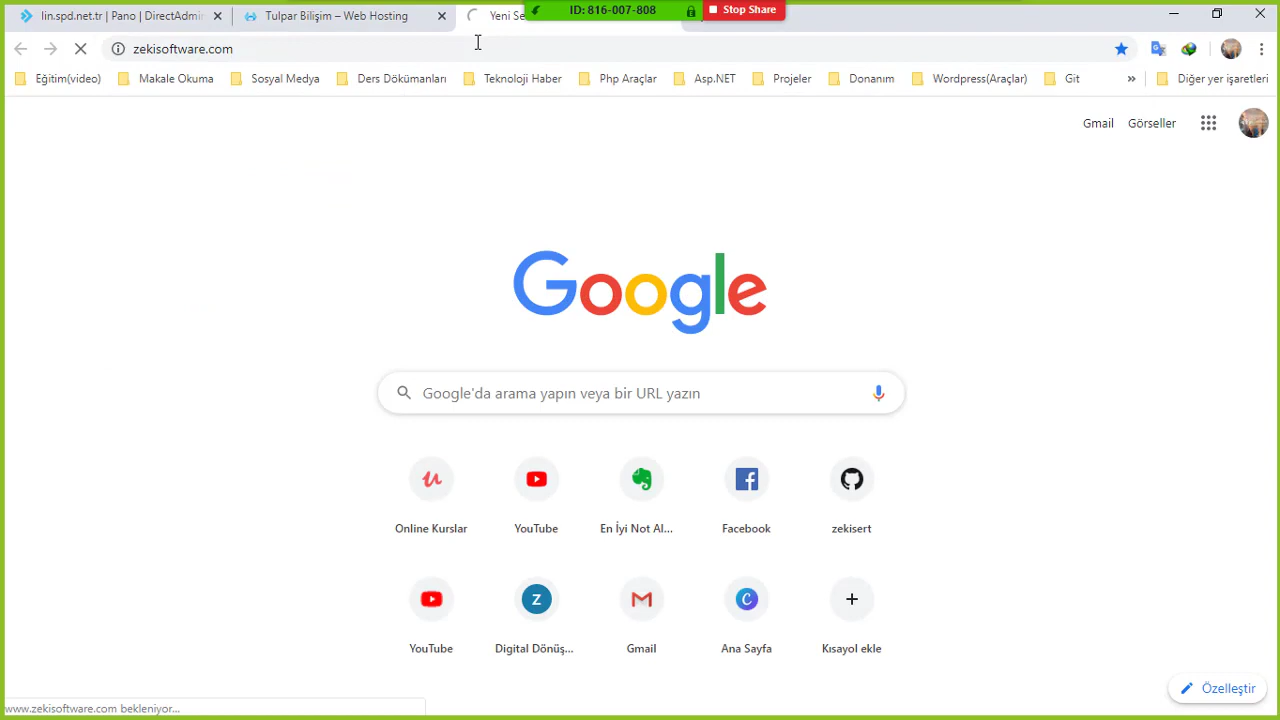 lin.spd.net.tr | Pano | DirectAdmi
Tulpar Bilişim – Web Hosting
Yeni Se
ID: 816-007-808
Stop Share
zekisoftware.com
Eğitim(video)
Makale Okuma
Sosyal Medya
Ders Dökümanları
Teknoloji Haber
Php Araçlar
Asp.NET
Projeler
Donanım
Wordpress(Araçlar)
Git
»
Diğer yer işaretleri
Gmail
Görseller
Google
Google'da arama yapın veya bir URL yazın
Online Kurslar
YouTube
En İyi Not Al...
Facebook
zekisert
YouTube
Z
Digital Dönüş...
Gmail
C
Ana Sayfa
Kısayol ekle
Özelleştir
www.zekisoftware.com bekleniyor...